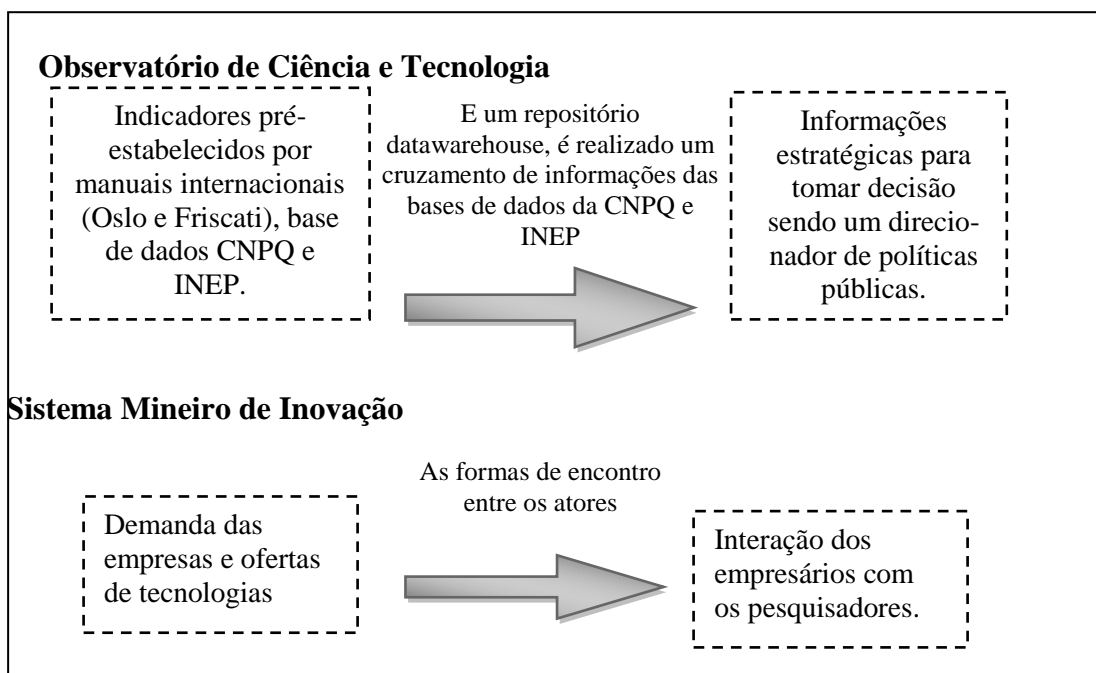 Observatório de Ciência e Tecnologia
Indicadores pré-
estabelecidos por
manuais internacionais
(Oslo e Friscati), base
de dados CNPQ e
INEP.
E um repositório
datawarehouse, é realizado um
cruzamento de informações das
bases de dados da CNPQ e
INEP
Informações
estratégicas para
tomar decisão
sendo um direcio-
nador de políticas
públicas.
Sistema Mineiro de Inovação
Demanda das
empresas e ofertas
de tecnologias
As formas de encontro
entre os atores
Interação dos
empresários com
os pesquisadores.